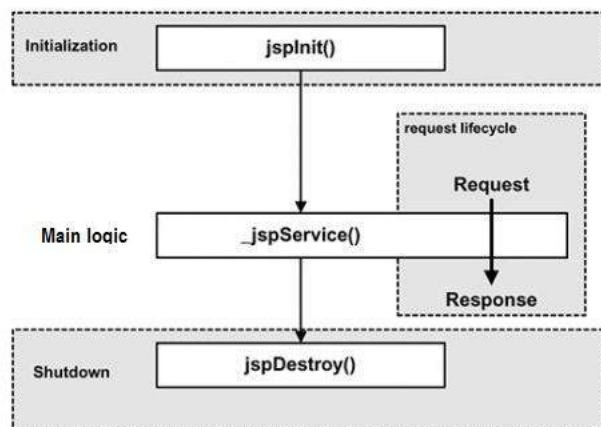 Initialization
jspInit()
request lifecycle
Request
Main logic
_jspService()
Response
Shutdown
jspDestroy()